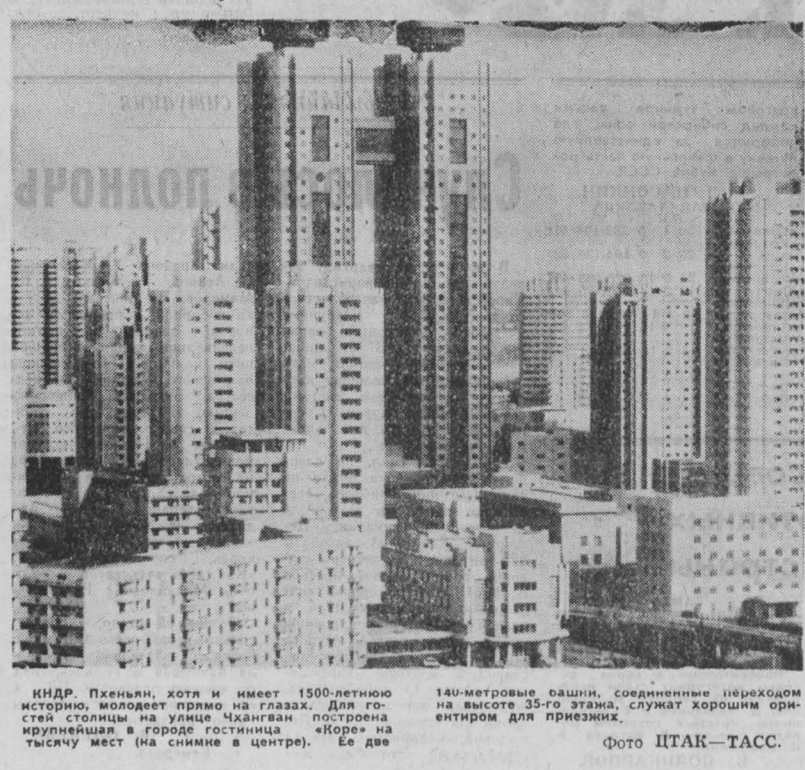 КНДР. Пхеньян, хотя и имеет 1500-летнюю
историю, молодеет прямо на глазах. Для го-
стей столицы на улице Чхангван построена
крупнейшая в городе гостиница «Коре» на
тысячу мест (на снимке в центре). Ее две
140-метровые башни, соединенные переходом
на высоте 35-го этажа, служат хорошим ори-
ентиром для приезжих.
Фото ЦТАК—ТАСС.